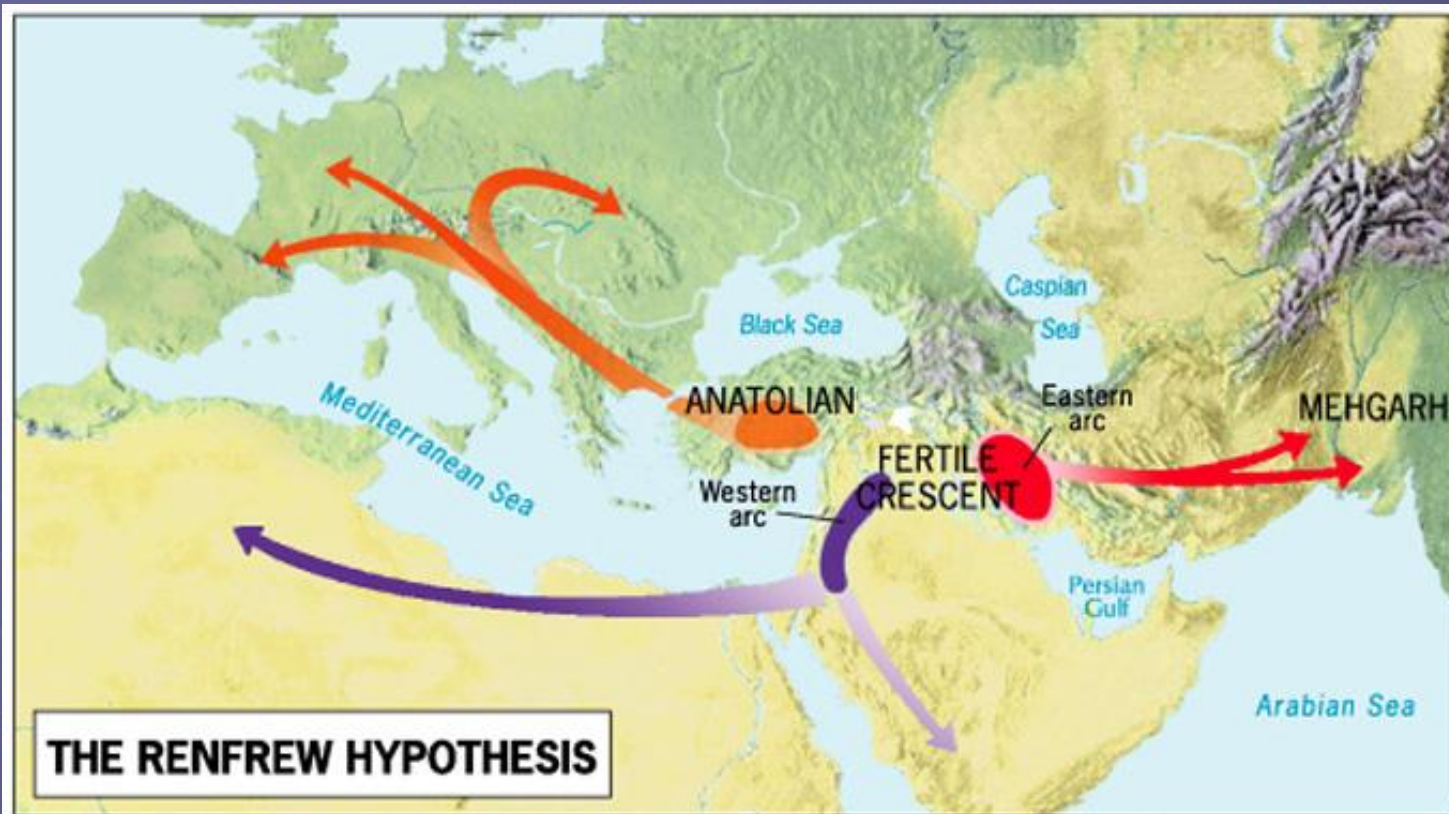 Caspian
Sea
Black Sea
ANATOLIAN
Eastern
arc
MEHGARH
Mediterranean Sea
FERTILE
CRESCENT
Western
arc
Persian
Gulf
Arabian Sea
THE RENFREW HYPOTHESIS